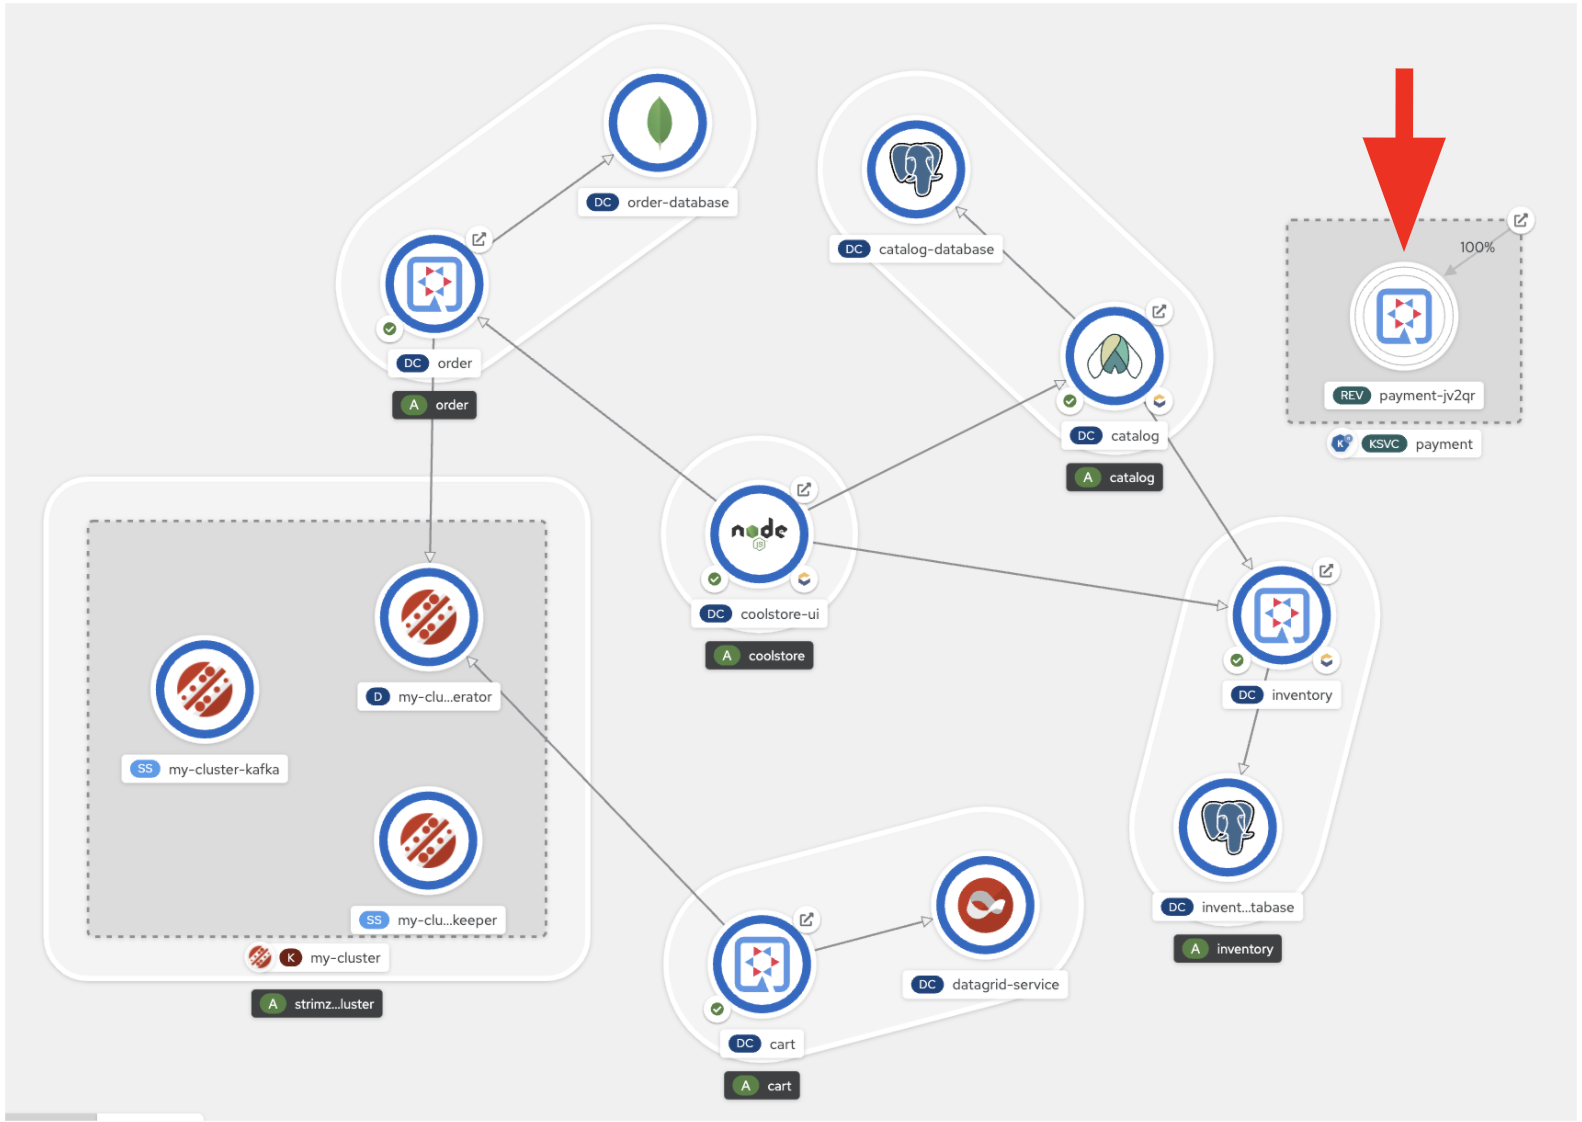 DC order-database
DC order
A order
DC catalog-database
DC catalog
A catalog
100%
REV payment-jv2qr
KSVC payment
node
JS
DC coolstore-ui
A coolstore
D my-clu...erator
SS my-cluster-kafka
SS my-clu...keeper
K my-cluster
A strimz...luster
DC inventory
DC invent...tabase
A inventory
DC datagrid-service
DC cart
A cart
K